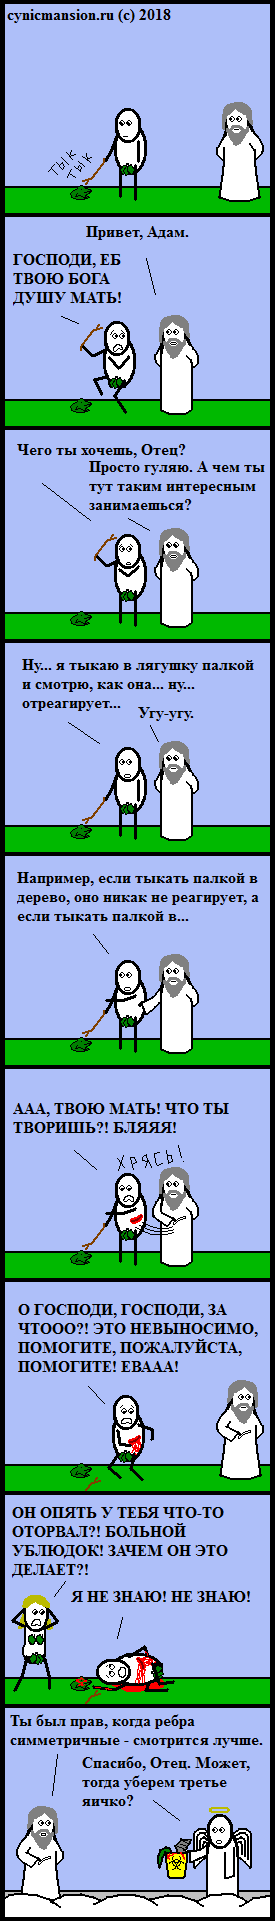 cynicmansion.ru (c) 2018
ТЫК
ТЫК
Привет, Адам.
ГОСПОДИ, ЕБ
ТВОЮ БОГА
ДУШУ МАТЬ!
Чего ты хочешь, Отец?
Просто гуляю. А чем ты
тут таким интересным
занимаешься?
Ну... я тыкаю в лягушку палкой
и смотрю, как она... ну...
отреагирует...
Угу-угу.
Например, если тыкать палкой в
дерево, оно никак не реагирует, а
если тыкать палкой в...
ААА, ТВОЮ МАТЬ! ЧТО ТЫ
ТВОРИШЬ?! БЛЯЯЯ!
ХРЯСЬ!
О ГОСПОДИ, ГОСПОДИ, ЗА
ЧТОООО?! ЭТО НЕВЫНОСИМО,
ПОМОГИТЕ, ПОЖАЛУЙСТА,
ПОМОГИТЕ! ЕВААА!
ОН ОПЯТЬ У ТЕБЯ ЧТО-ТО
ОТОРВАЛ?! БОЛЬНОЙ
УБЛЮДОК! ЗАЧЕМ ОН ЭТО
ДЕЛАЕТ?!
Я НЕ ЗНАЮ! НЕ ЗНАЮ!
Ты был прав, когда ребра
симметричные - смотрится лучше.
Спасибо, Отец. Может,
тогда уберем третье
яичко?